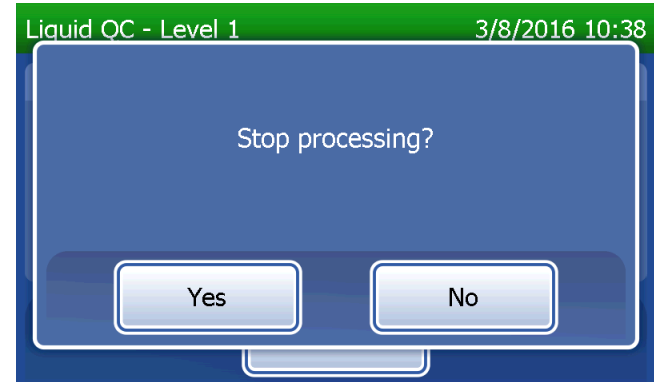 Liquid QC - Level 1 3/8/2016 10:38
Stop processing?
Yes No